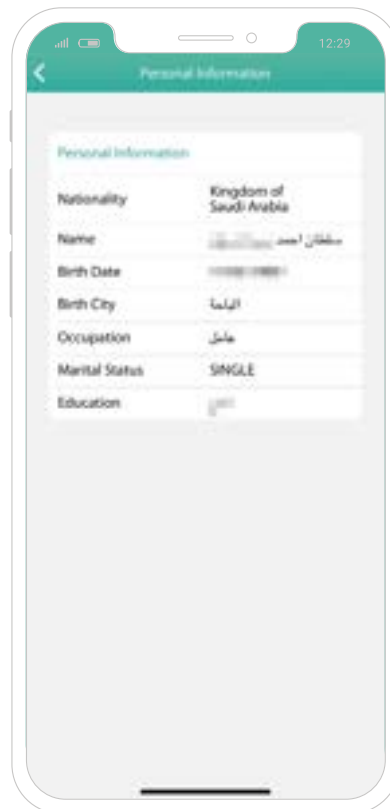 12:29
Personal Information
Personal Information
Nationality Kingdom of
Saudi Arabia
Name سلطان احمد
Birth Date
Birth City الباحة
Occupation عامل
Marital Status SINGLE
Education